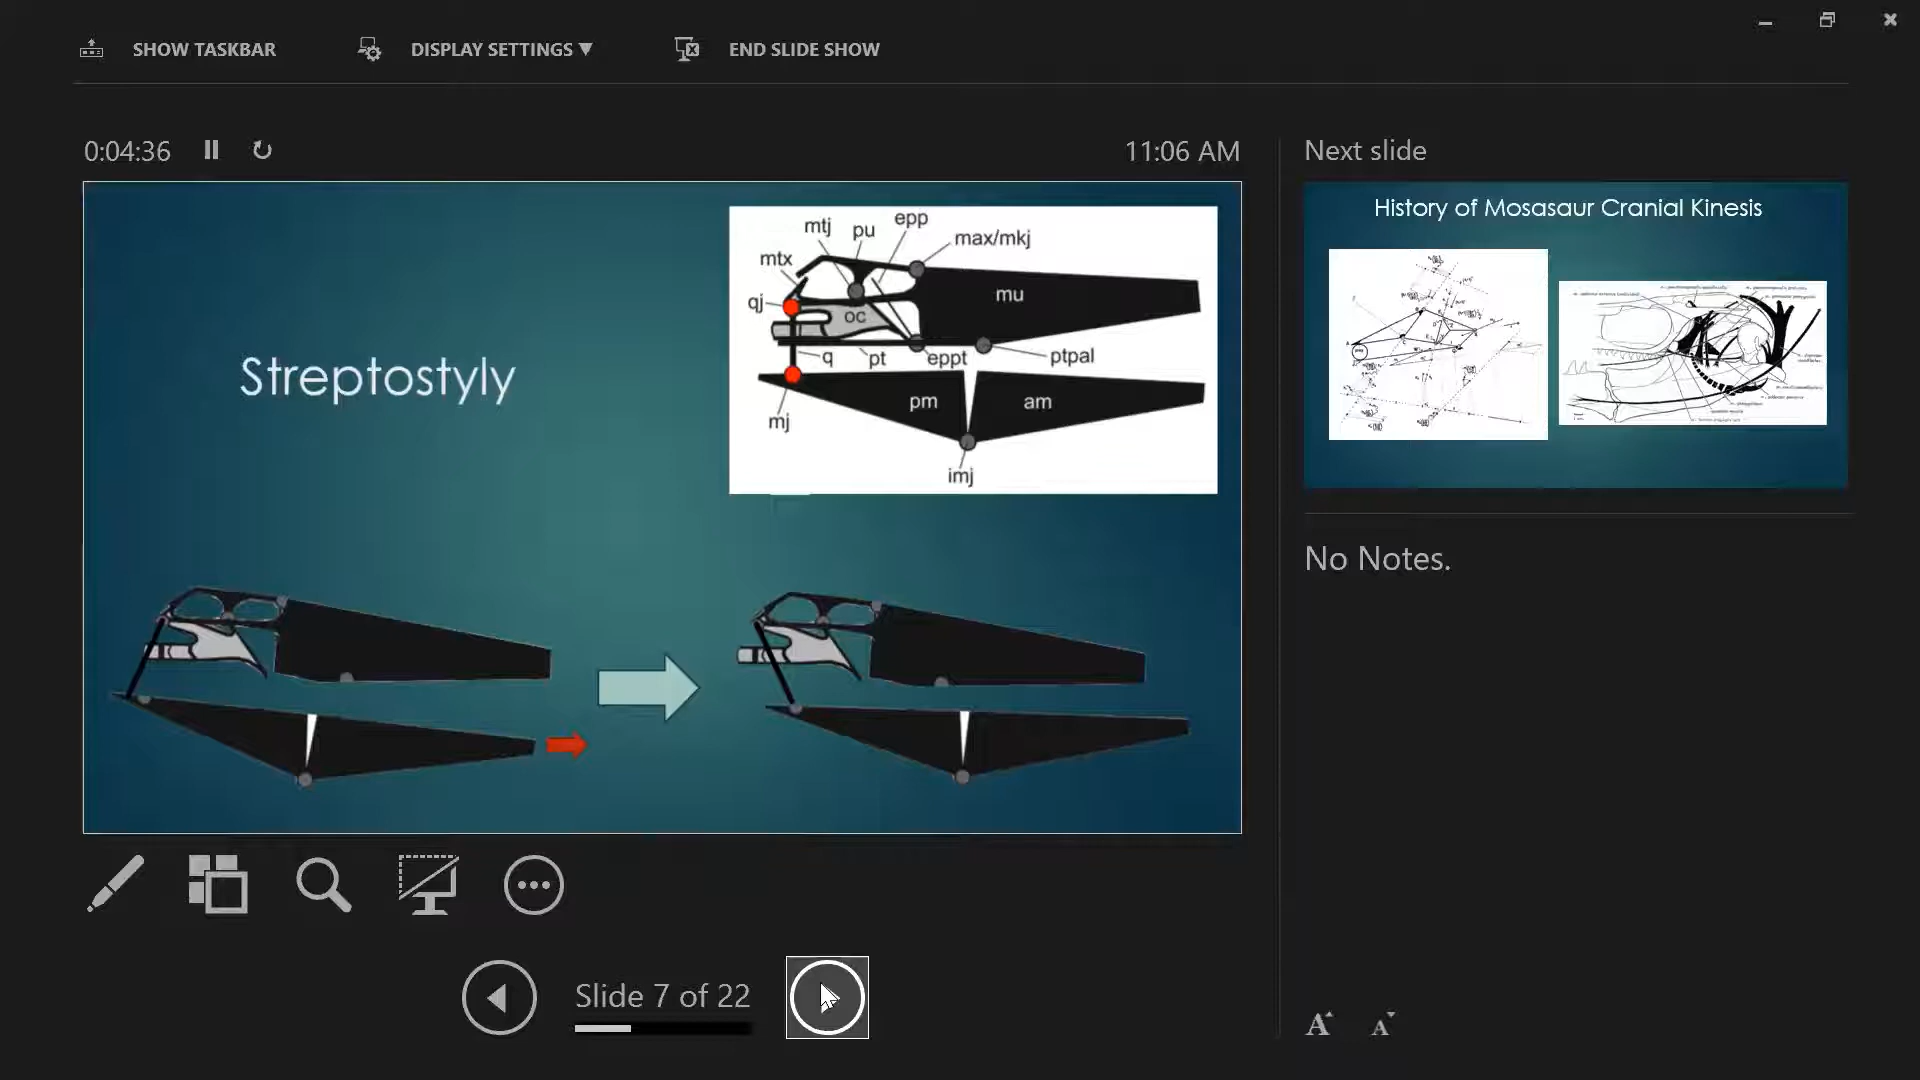 SHOW TASKBAR
DISPLAY SETTINGS ▼
END SLIDE SHOW
0:04:36
11:06 AM
Next slide
Streptostyly
mtj
pu
epp
max/mkj
mtx
qj
oc
mu
q
pt
eppt
ptpal
pm
am
mj
imj
History of Mosasaur Cranial Kinesis
No Notes.
Slide 7 of 22
A
A